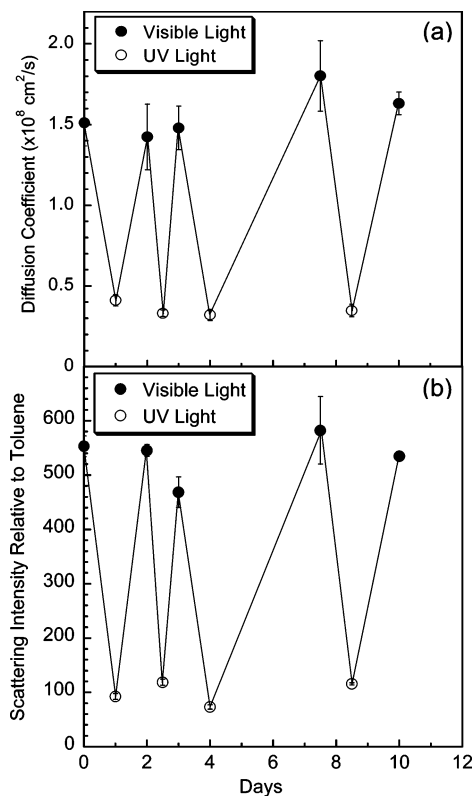 Visible Light
UV Light
(a)
2.0
1.5
1.0
0.5
0
Diffusion Coefficient (x10⁸ cm²/s)
Visible Light
UV Light
(b)
600
500
400
300
200
100
0
Scattering Intensity Relative to Toluene
0 2 4 6 8 10 12
Days